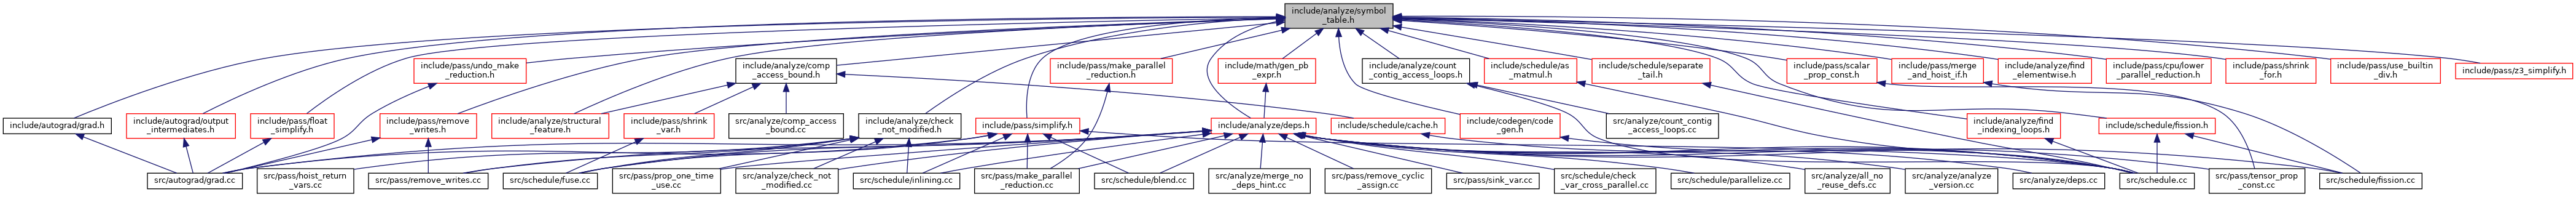 include/analyze/symbol
_table.h
include/pass/undo_make
_reduction.h
include/analyze/comp
_access_bound.h
include/pass/make_parallel
_reduction.h
include/math/gen_pb
_expr.h
include/analyze/count
_contig_access_loops.h
include/schedule/as
_matmul.h
include/schedule/separate
_tail.h
include/pass/scalar
_prop_const.h
include/pass/merge
_and_hoist_if.h
include/analyze/find
_elementwise.h
include/pass/cpu/lower
_parallel_reduction.h
include/pass/shrink
_for.h
include/pass/use_builtin
_div.h
include/pass/z3_simplify.h
include/autograd/grad.h
include/autograd/output
_intermediates.h
include/pass/float
_simplify.h
include/pass/remove
_writes.h
include/analyze/structural
_feature.h
include/pass/shrink
_var.h
src/analyze/comp_access
_bound.cc
include/analyze/check
_not_modified.h
include/pass/simplify.h
include/analyze/deps.h
include/schedule/cache.h
include/codegen/code
_gen.h
src/analyze/count_contig
_access_loops.cc
include/analyze/find
_indexing_loops.h
include/schedule/fission.h
src/autograd/grad.cc
src/pass/hoist_return
_vars.cc
src/pass/remove_writes.cc
src/schedule/fuse.cc
src/pass/prop_one_time
_use.cc
src/analyze/check_not
_modified.cc
src/schedule/inlining.cc
src/pass/make_parallel
_reduction.cc
src/schedule/blend.cc
src/analyze/merge_no
_deps_hint.cc
src/pass/remove_cyclic
_assign.cc
src/pass/sink_var.cc
src/schedule/check
_var_cross_parallel.cc
src/schedule/parallelize.cc
src/analyze/all_no
_reuse_defs.cc
src/analyze/analyze
_version.cc
src/analyze/deps.cc
src/schedule.cc
src/pass/tensor_prop
_const.cc
src/schedule/fission.cc